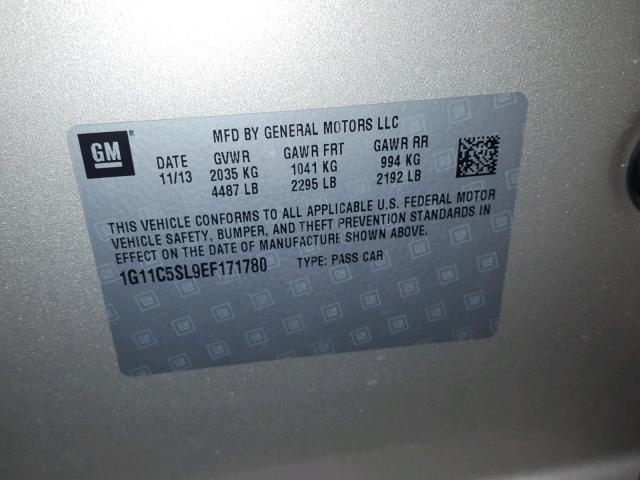 GM
MFD BY GENERAL MOTORS LLC
DATE GVWR GAWR FRT GAWR RR
11/13 2035 KG 1041 KG 994 KG
4487 LB 2295 LB 2192 LB
THIS VEHICLE CONFORMS TO ALL APPLICABLE U.S. FEDERAL MOTOR
VEHICLE SAFETY, BUMPER, AND THEFT PREVENTION STANDARDS IN
EFFECT ON THE DATE OF MANUFACTURE SHOWN ABOVE.
1G11C5SL9EF171780 TYPE: PASS CAR